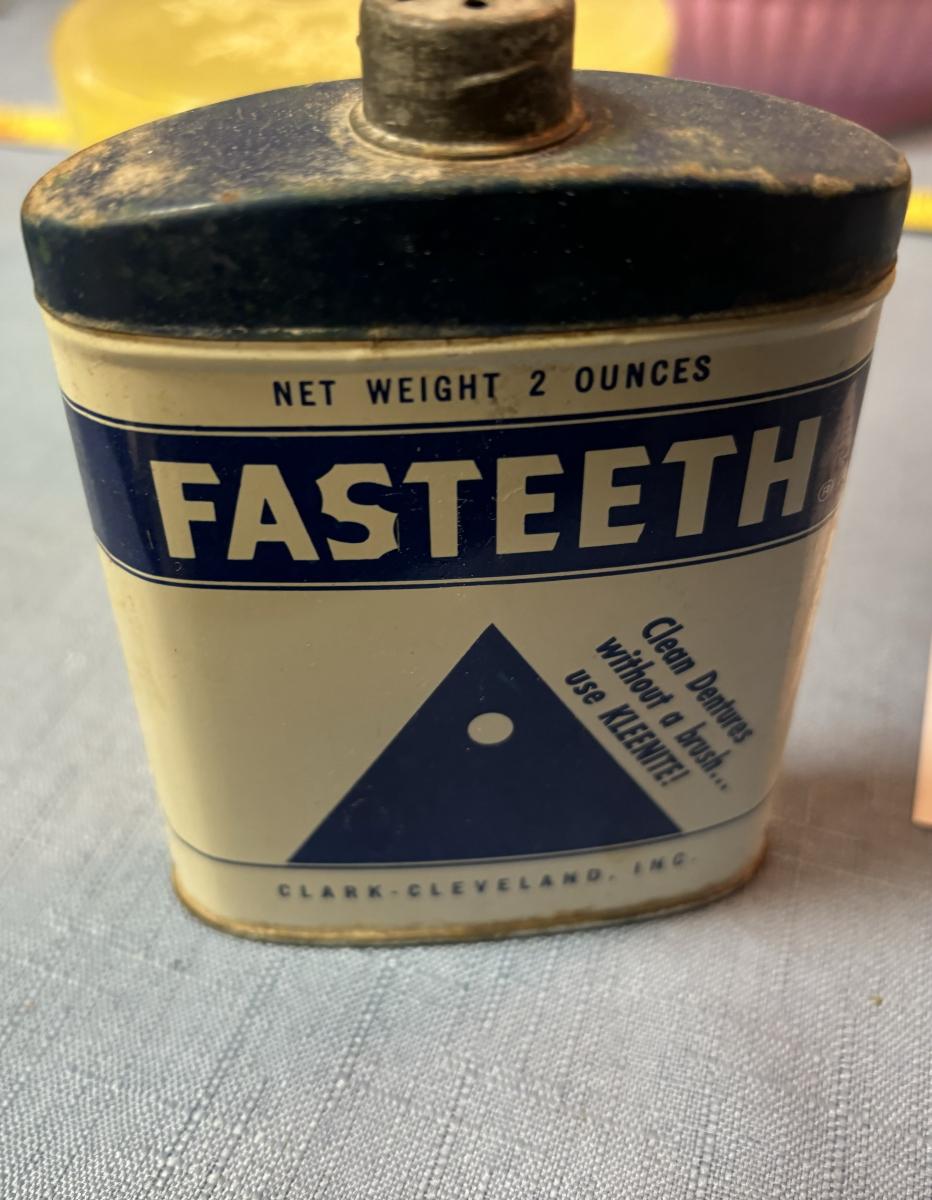 NET WEIGHT 2 OUNCES
FASTEETH ®
Clean Dentures
without a brush...
use KLEENITE!
CLARK-CLEVELAND, INC.